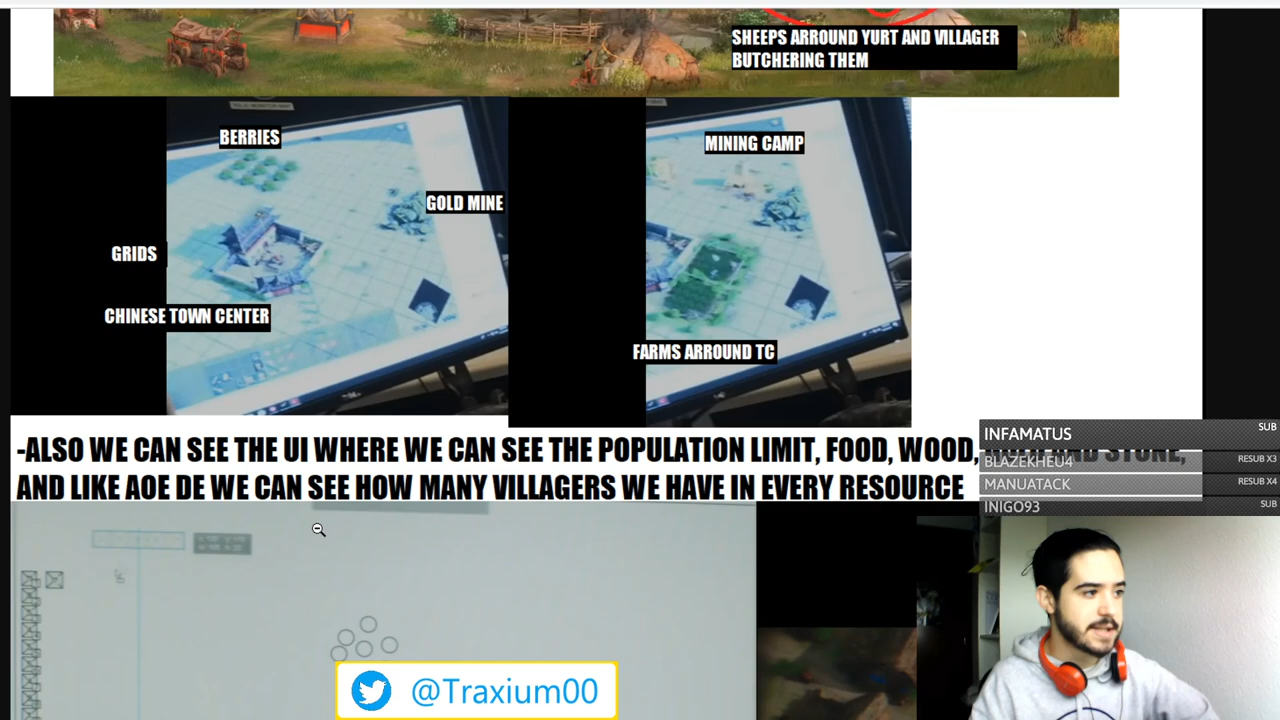 SHEEPS ARROUND YURT AND VILLAGER
BUTCHERING THEM
BERRIES
MINING CAMP
GOLD MINE
GRIDS
CHINESE TOWN CENTER
FARMS ARROUND TC
-ALSO WE CAN SEE THE UI WHERE WE CAN SEE THE POPULATION LIMIT, FOOD, WOOD, STONE,
AND LIKE AOE DE WE CAN SEE HOW MANY VILLAGERS WE HAVE IN EVERY RESOURCE
INFAMATUS SUB
BLAZEKHEU4 RESUB X3
MANUATACK RESUB X4
INIGO93 SUB
@Traxium00